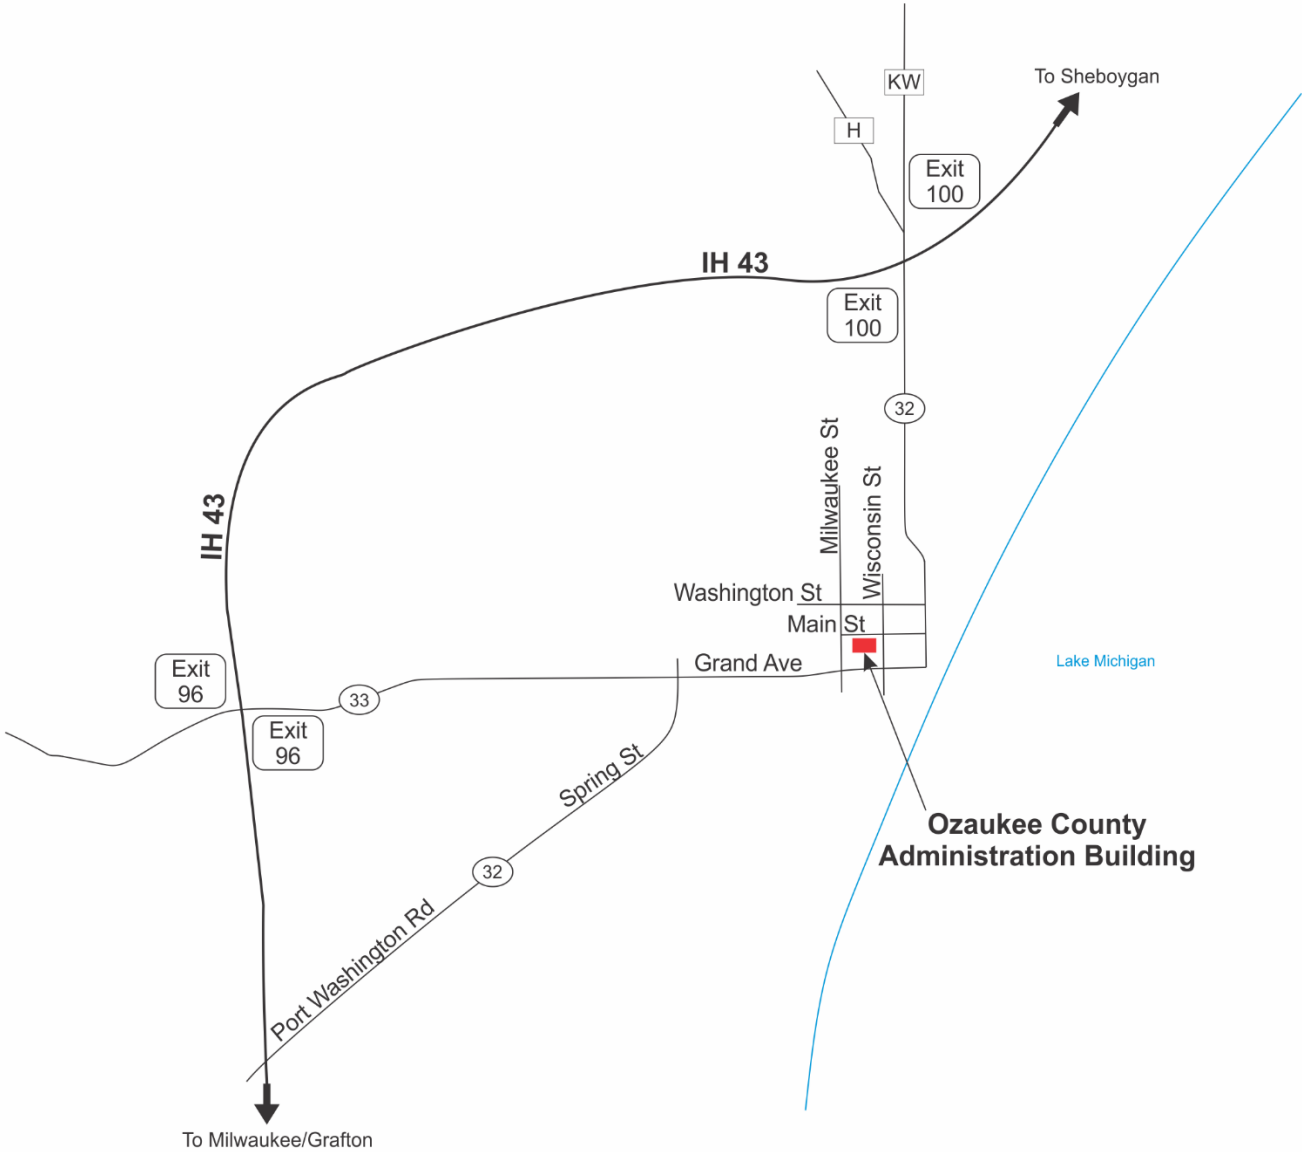 To Sheboygan
KW
H
Exit
100
IH 43
Exit
100
32
Milwaukee St
Wisconsin St
IH 43
Washington St
Main St
Grand Ave
Lake Michigan
Exit
96
33
Exit
96
Spring St
Ozaukee County
Administration Building
32
Port Washington Rd
To Milwaukee/Grafton